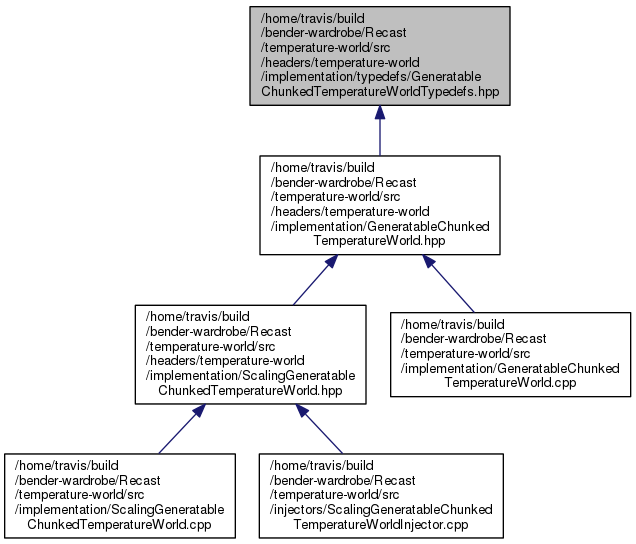 /home/travis/build
/bender-wardrobe/Recast
/temperature-world/src
/headers/temperature-world
/implementation/typedefs/Generatable
ChunkedTemperatureWorldTypedefs.hpp
/home/travis/build
/bender-wardrobe/Recast
/temperature-world/src
/headers/temperature-world
/implementation/GeneratableChunked
TemperatureWorld.hpp
/home/travis/build
/bender-wardrobe/Recast
/temperature-world/src
/headers/temperature-world
/implementation/ScalingGeneratable
ChunkedTemperatureWorld.hpp
/home/travis/build
/bender-wardrobe/Recast
/temperature-world/src
/implementation/GeneratableChunked
TemperatureWorld.cpp
/home/travis/build
/bender-wardrobe/Recast
/temperature-world/src
/implementation/ScalingGeneratable
ChunkedTemperatureWorld.cpp
/home/travis/build
/bender-wardrobe/Recast
/temperature-world/src
/injectors/ScalingGeneratableChunked
TemperatureWorldInjector.cpp